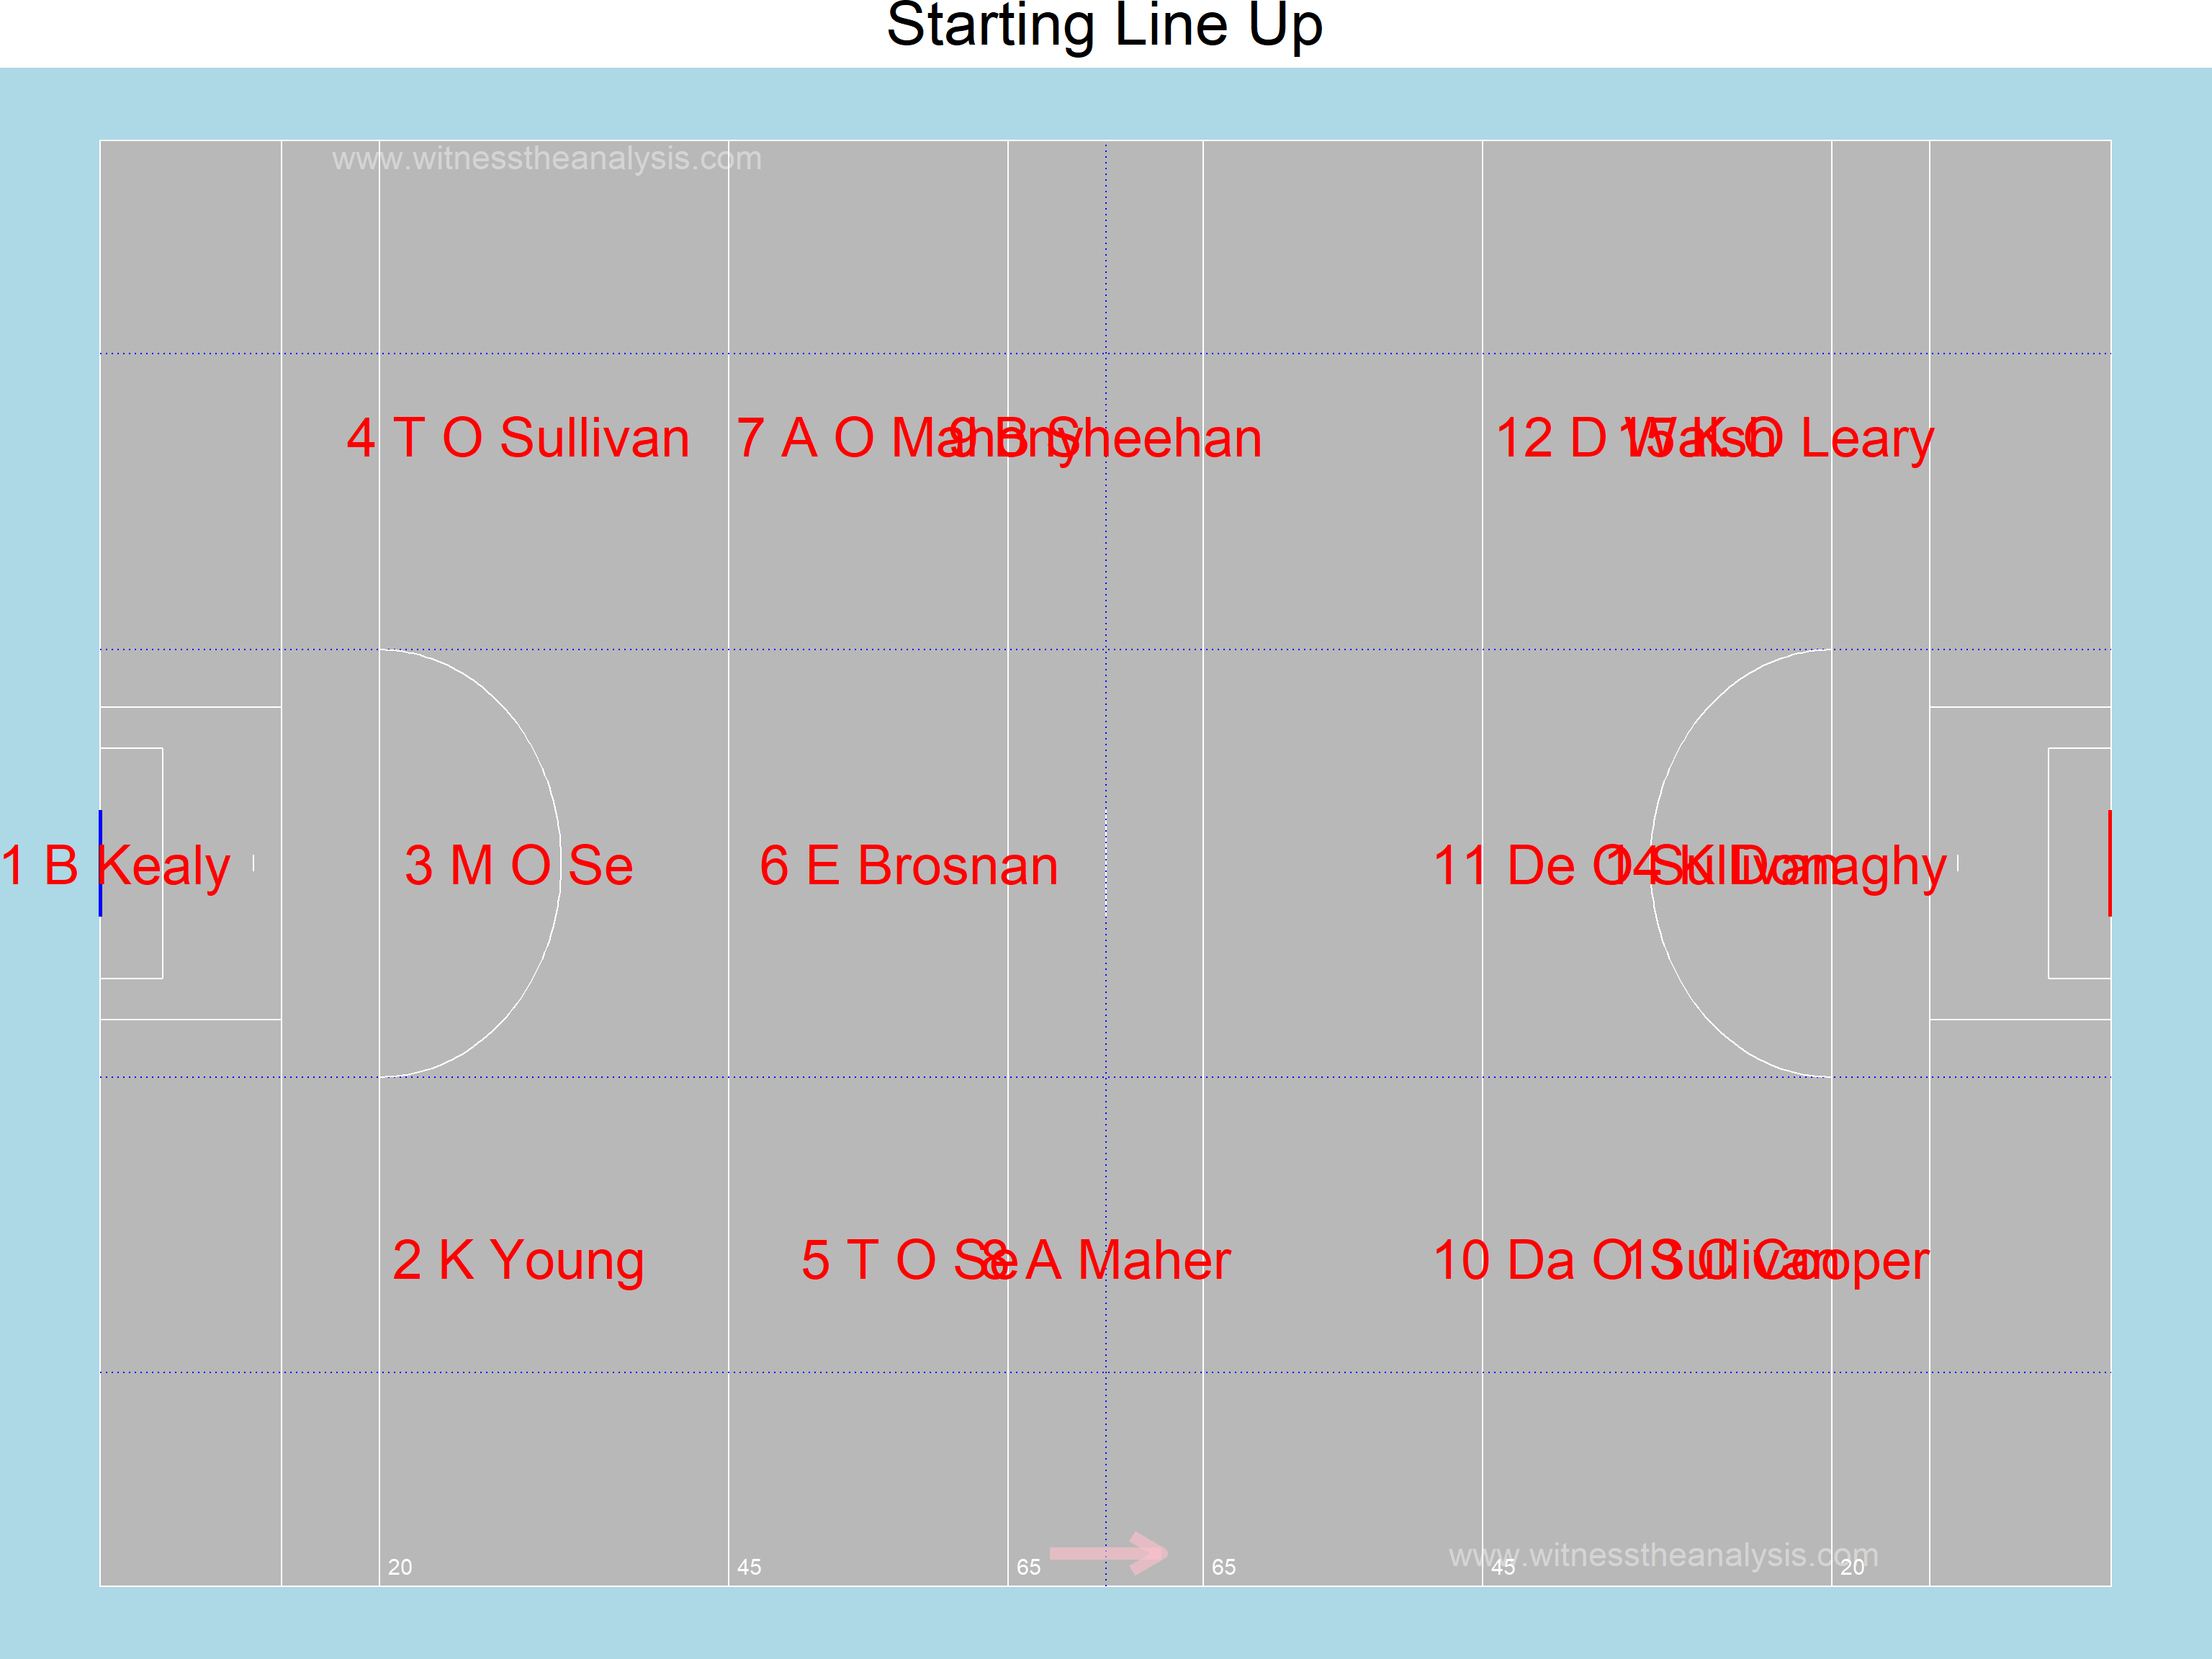 Starting Line Up
www.witnesstheanalysis.com
4 T O Sullivan
7 A O Mahony
9 B Sheehan
12 D Walsh
15 K O Leary
1 B Kealy
3 M O Se
6 E Brosnan
11 De O Sullivan
14 K Donaghy
2 K Young
5 T O Se
8 A Maher
10 Da O Sullivan
13 C Cooper
www.witnesstheanalysis.com
20 45 65 65 45 20